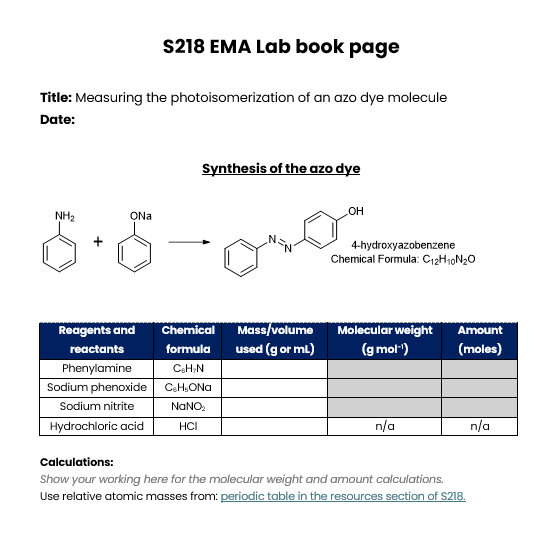 S218 EMA Lab book page
Title: Measuring the photoisomerization of an azo dye molecule
Date:
Synthesis of the azo dye
NH₂
+
ONa
N
N
OH
4-hydroxyazobenzene
Chemical Formula: C₁₂H₁₀N₂O
Reagents and reactants Chemical formula Mass/volume used (g or mL) Molecular weight (g mol⁻¹) Amount (moles)
Phenylamine C₆H₇N
Sodium phenoxide C₆H₅ONa
Sodium nitrite NaNO₂
Hydrochloric acid HCl n/a n/a
Calculations:
Show your working here for the molecular weight and amount calculations.
Use relative atomic masses from: periodic table in the resources section of S218.